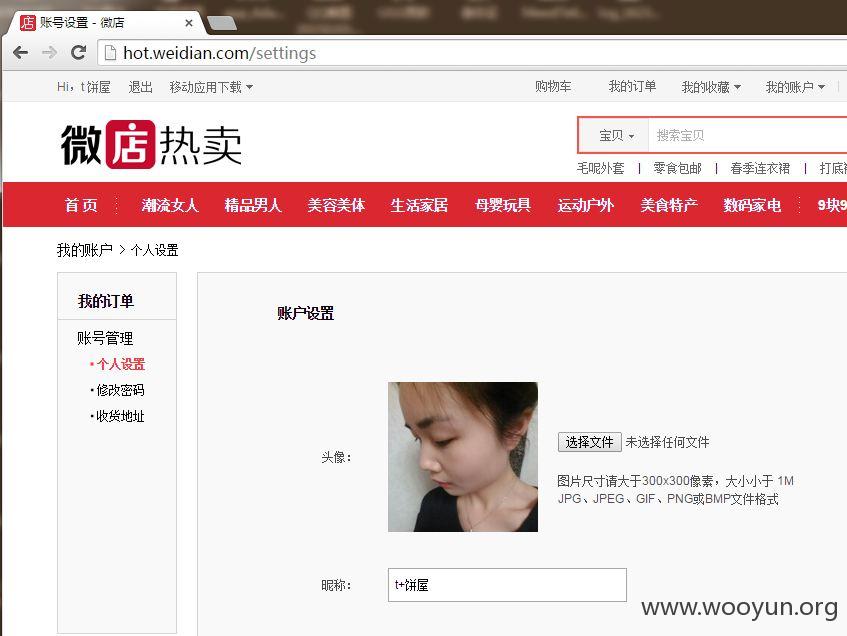 账号设置 - 微店
hot.weidian.com/settings
Hi，t饼屋 退出 移动应用下载 购物车 我的订单 我的收藏 我的账户
微店热卖
宝贝 搜索宝贝
毛呢外套 | 零食包邮 | 春季连衣裙 | 打底
首页 潮流女人 精品男人 美容美体 生活家居 母婴玩具 运动户外 美食特产 数码家电 9块9
我的账户 > 个人设置
我的订单
账号管理
•个人设置
•修改密码
•收货地址
账户设置
头像：
选择文件 未选择任何文件
图片尺寸请大于300x300像素，大小小于 1M
JPG、JPEG、GIF、PNG或BMP文件格式
昵称：
t+饼屋
www.wooyun.org